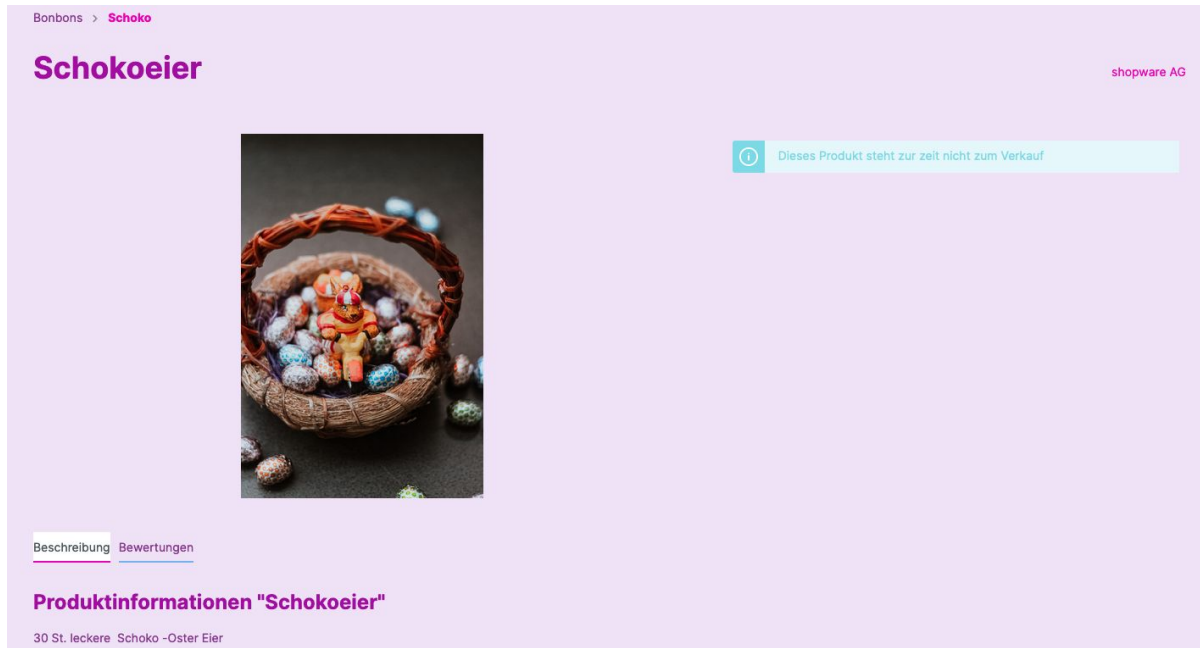 Bonbons > Schoko
Schokoeier
shopware AG
Dieses Produkt steht zur zeit nicht zum Verkauf
Beschreibung Bewertungen
Produktinformationen "Schokoeier"
30 St. leckere Schoko -Oster Eier